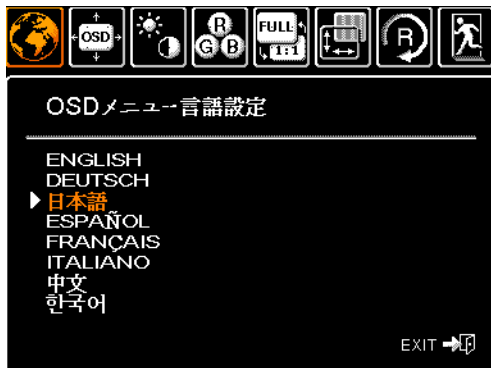 OSD
R
G B
FULL
1:1
R
OSDメニュー言語設定
ENGLISH
DEUTSCH
日本語
ESPAÑOL
FRANÇAIS
ITALIANO
中文
한국어
EXIT